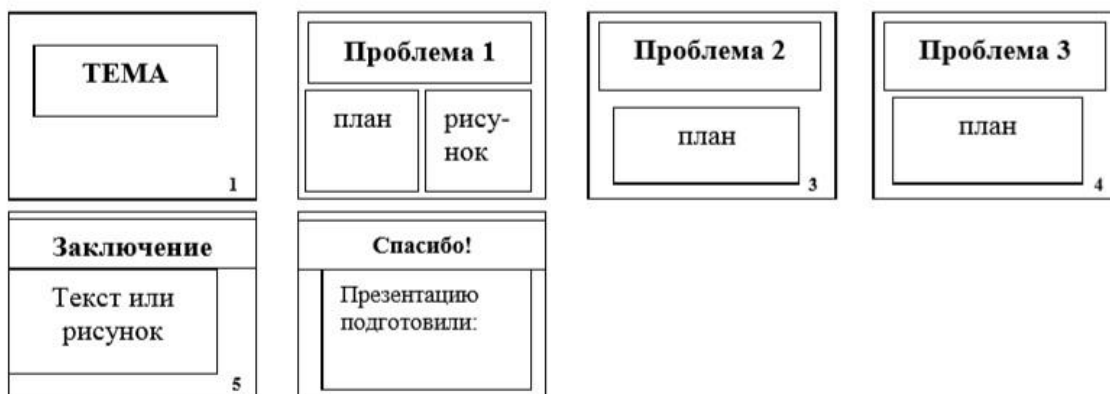 ТЕМА
1
Проблема 1
план
рису-
нок
Проблема 2
план
3
Проблема 3
план
4
Заключение
Текст или
рисунок
5
Спасибо!
Презентацию
подготовили: